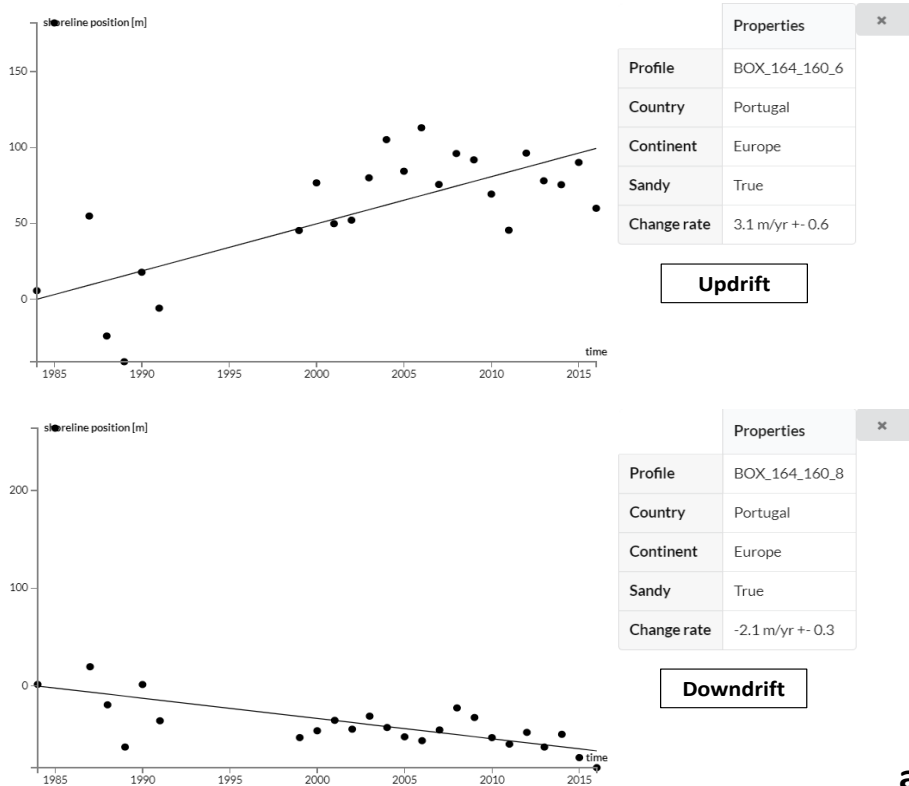 shoreline position [m]
150
100
50
0
time
1985 1990 1995 2000 2005 2010 2015
Properties ×
Profile BOX_164_160_6
Country Portugal
Continent Europe
Sandy True
Change rate 3.1 m/yr +- 0.6
Updrift
shoreline position [m]
200
100
0
time
1985 1990 1995 2000 2005 2010 2015
Properties ×
Profile BOX_164_160_8
Country Portugal
Continent Europe
Sandy True
Change rate -2.1 m/yr +- 0.3
Downdrift